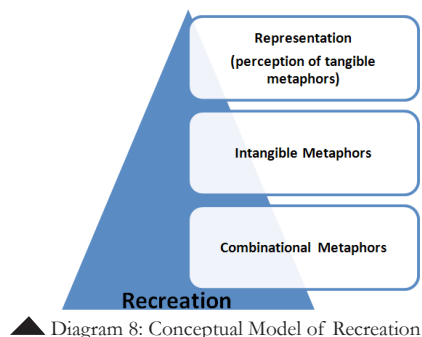 Representation
(perception of tangible
metaphors)
Intangible Metaphors
Combinational Metaphors
Recreation
Diagram 8: Conceptual Model of Recreation